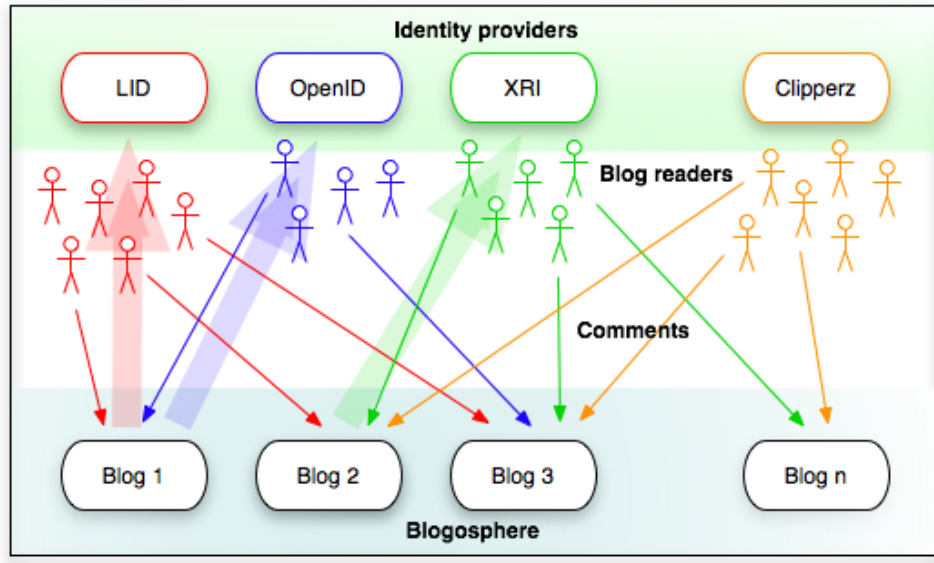 Identity providers
LID
OpenID
XRI
Clipperz
Blog readers
Comments
Blog 1
Blog 2
Blog 3
Blog n
Blogosphere